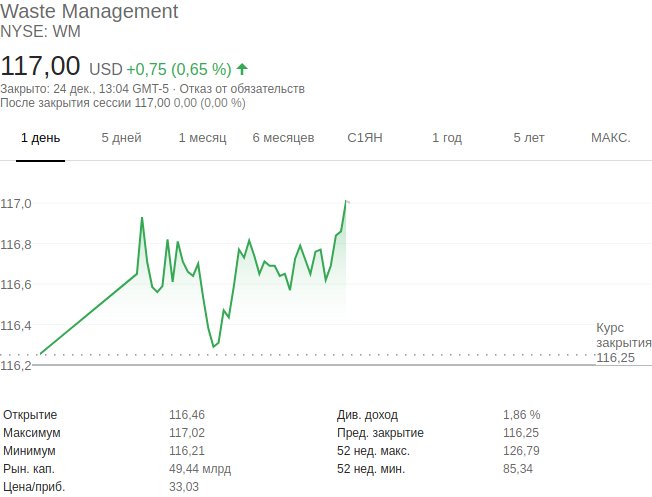 Waste Management
NYSE: WM
117,00 USD +0,75 (0,65 %)
Закрыто: 24 дек., 13:04 GMT-5 · Отказ от обязательств
После закрытия сессии 117,00 0,00 (0,00 %)
1 день 5 дней 1 месяц 6 месяцев С1ЯН 1 год 5 лет МАКС.
117,0
116,8
116,6
116,4
116,2
Курс
закрытия
116,25
Открытие 116,46 Див. доход 1,86 %
Максимум 117,02 Пред. закрытие 116,25
Минимум 116,21 52 нед. макс. 126,79
Рын. кап. 49,44 млрд 52 нед. мин. 85,34
Цена/приб. 33,03